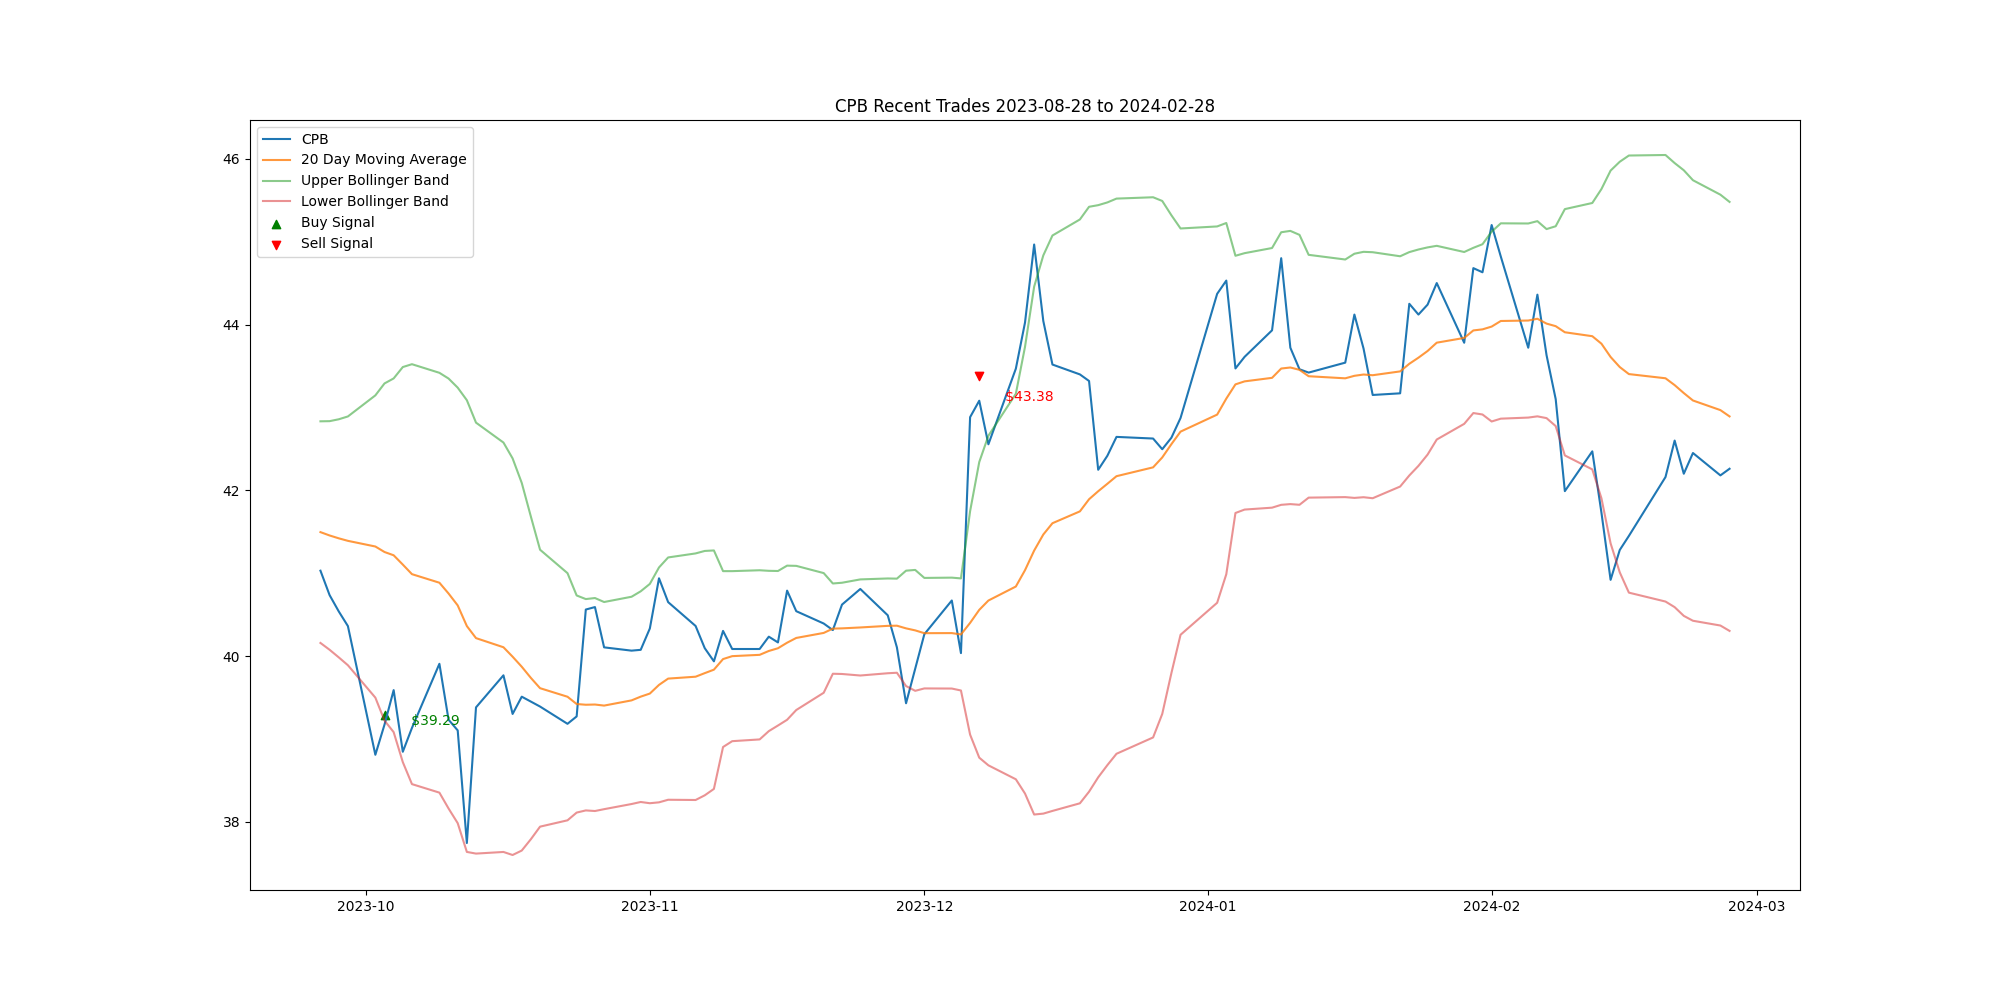 CPB Recent Trades 2023-08-28 to 2024-02-28
CPB
20 Day Moving Average
Upper Bollinger Band
Lower Bollinger Band
Buy Signal
Sell Signal
46
44
42
40
38
$43.38
$39.29
2023-10
2023-11
2023-12
2024-01
2024-02
2024-03